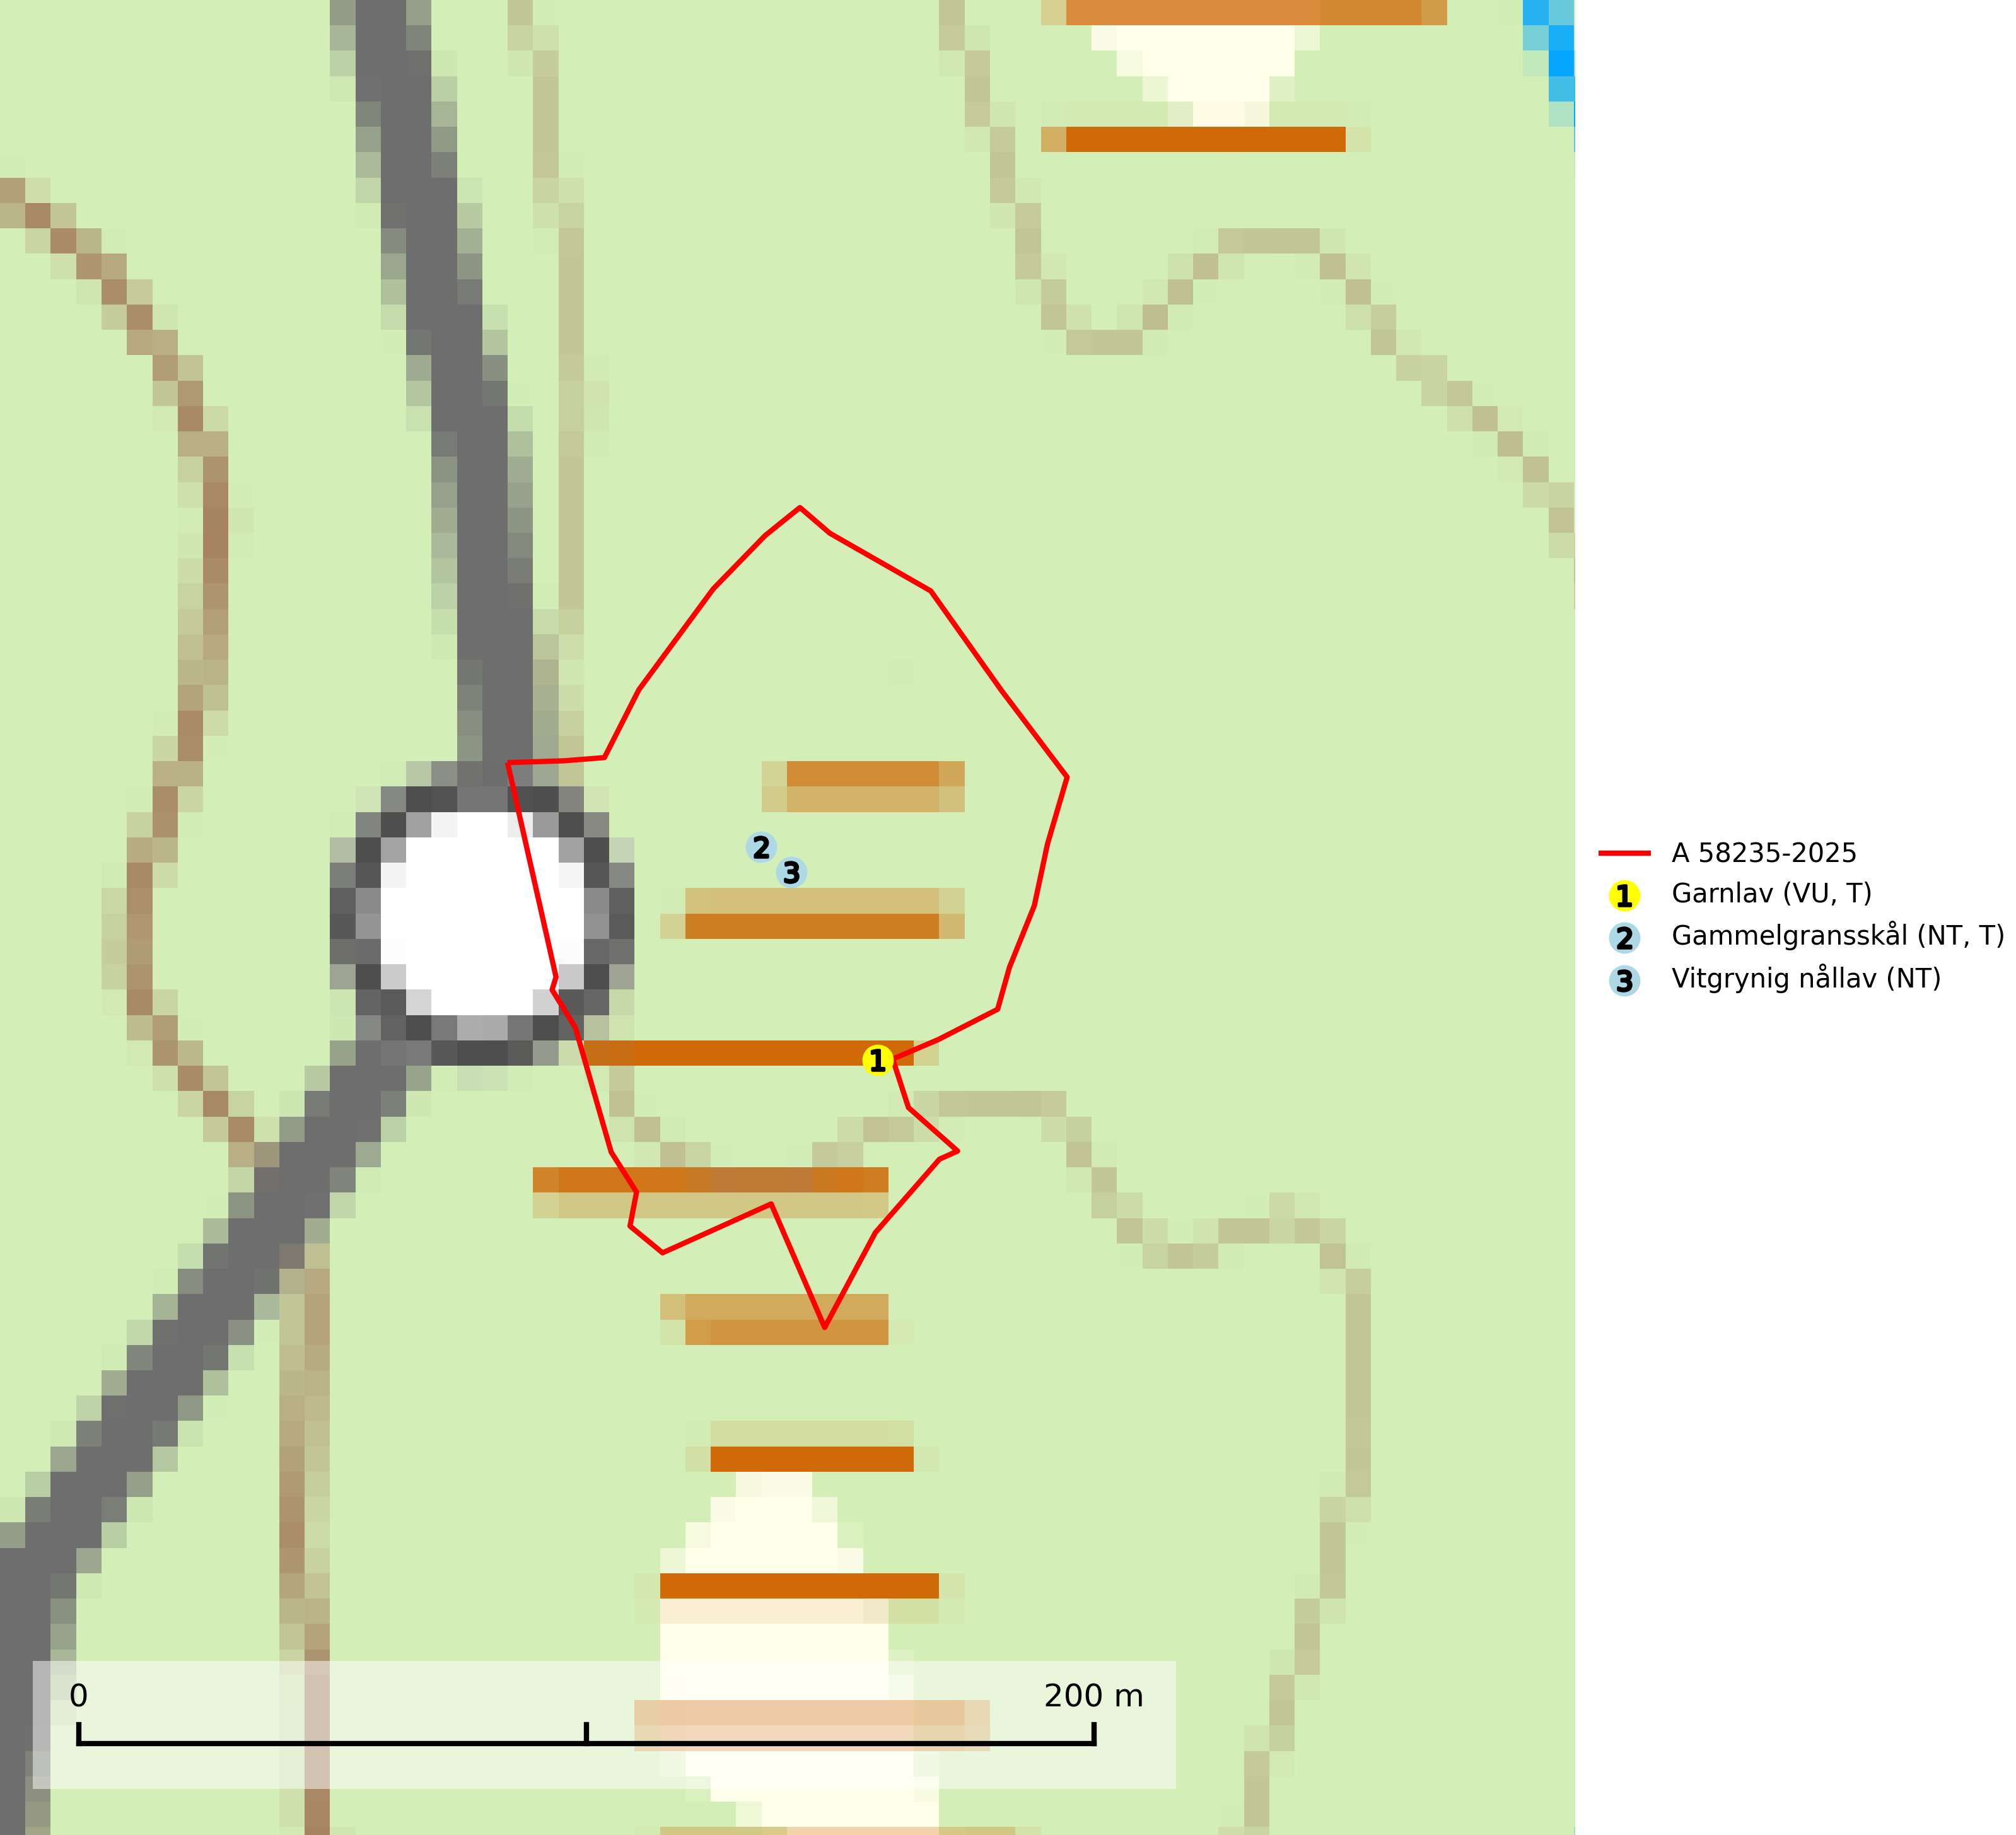 2
3
1
0
200 m
A 58235-2025
1 Garnlav (VU, T)
2 Gammelgransskål (NT, T)
3 Vitgrynig nållav (NT)